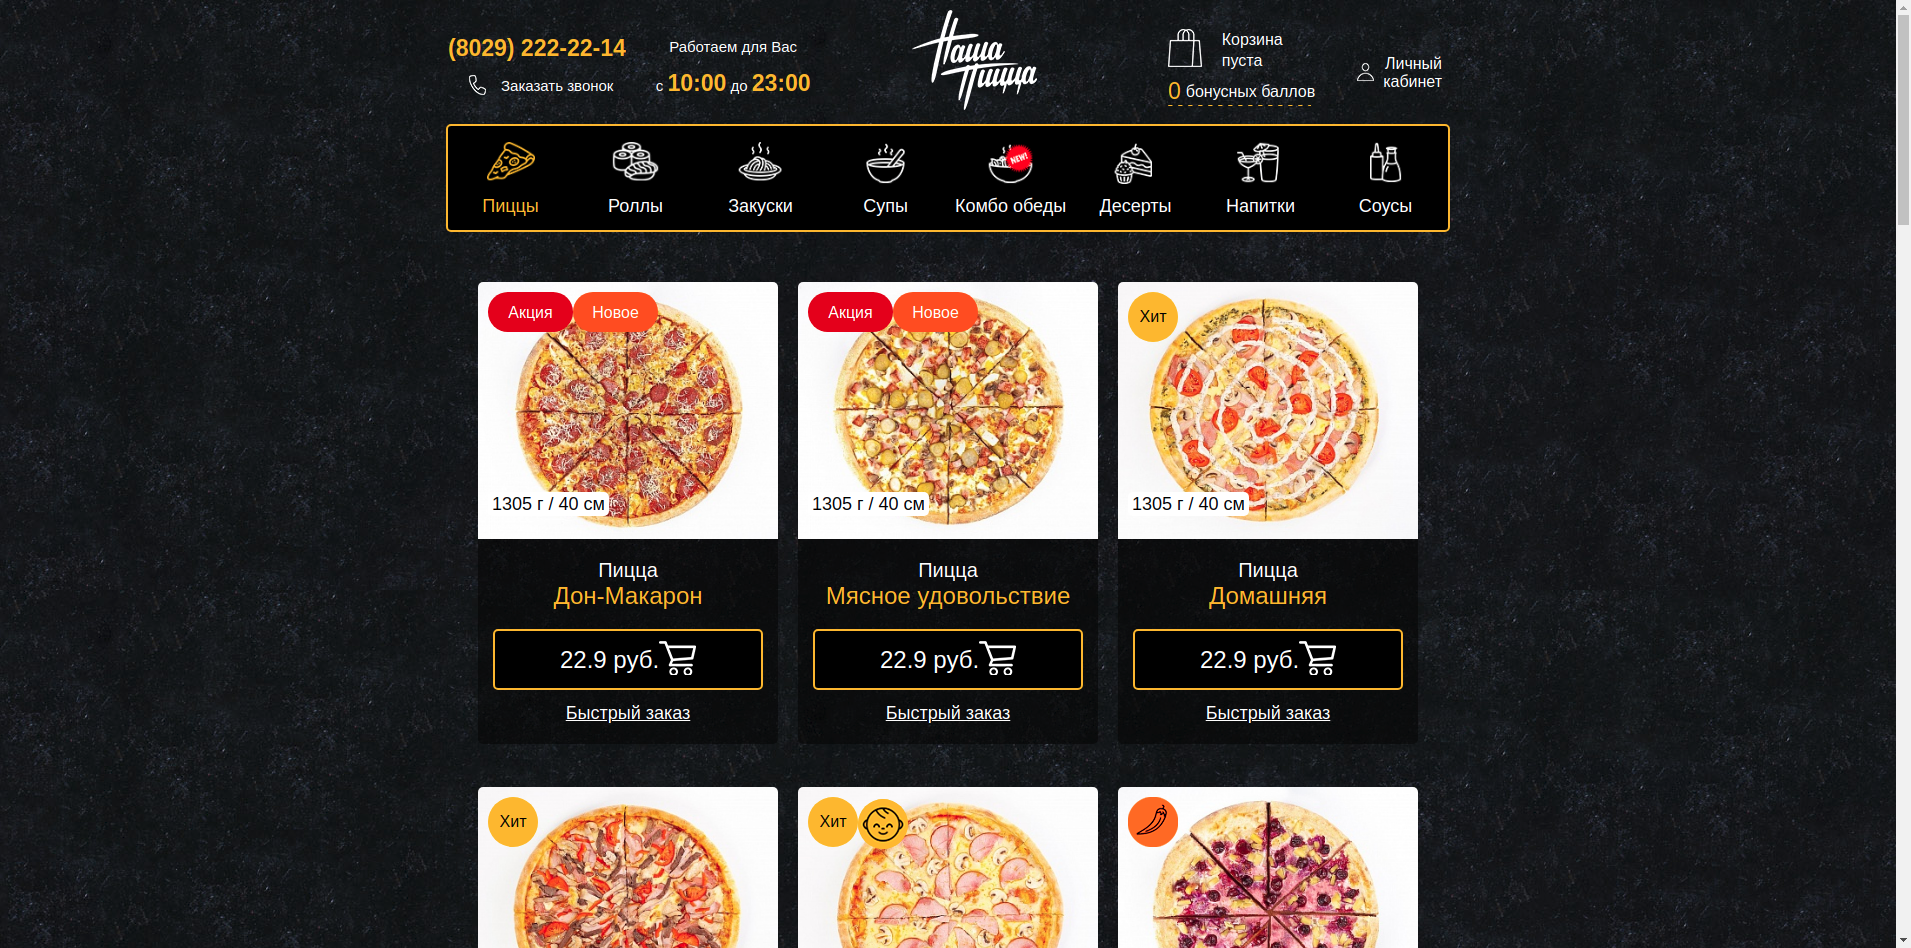 (8029) 222-22-14
Заказать звонок
Работаем для Вас
с 10:00 до 23:00
Наша
Пицца
Корзина
пуста
0 бонусных баллов
Личный
кабинет
Пиццы
Роллы
Закуски
Супы
NEW!
Комбо обеды
Десерты
Напитки
Соусы
Акция
Новое
1305 г / 40 см
Пицца
Дон-Макарон
22.9 руб.
Быстрый заказ
Акция
Новое
1305 г / 40 см
Пицца
Мясное удовольствие
22.9 руб.
Быстрый заказ
Хит
1305 г / 40 см
Пицца
Домашняя
22.9 руб.
Быстрый заказ
Хит
Хит